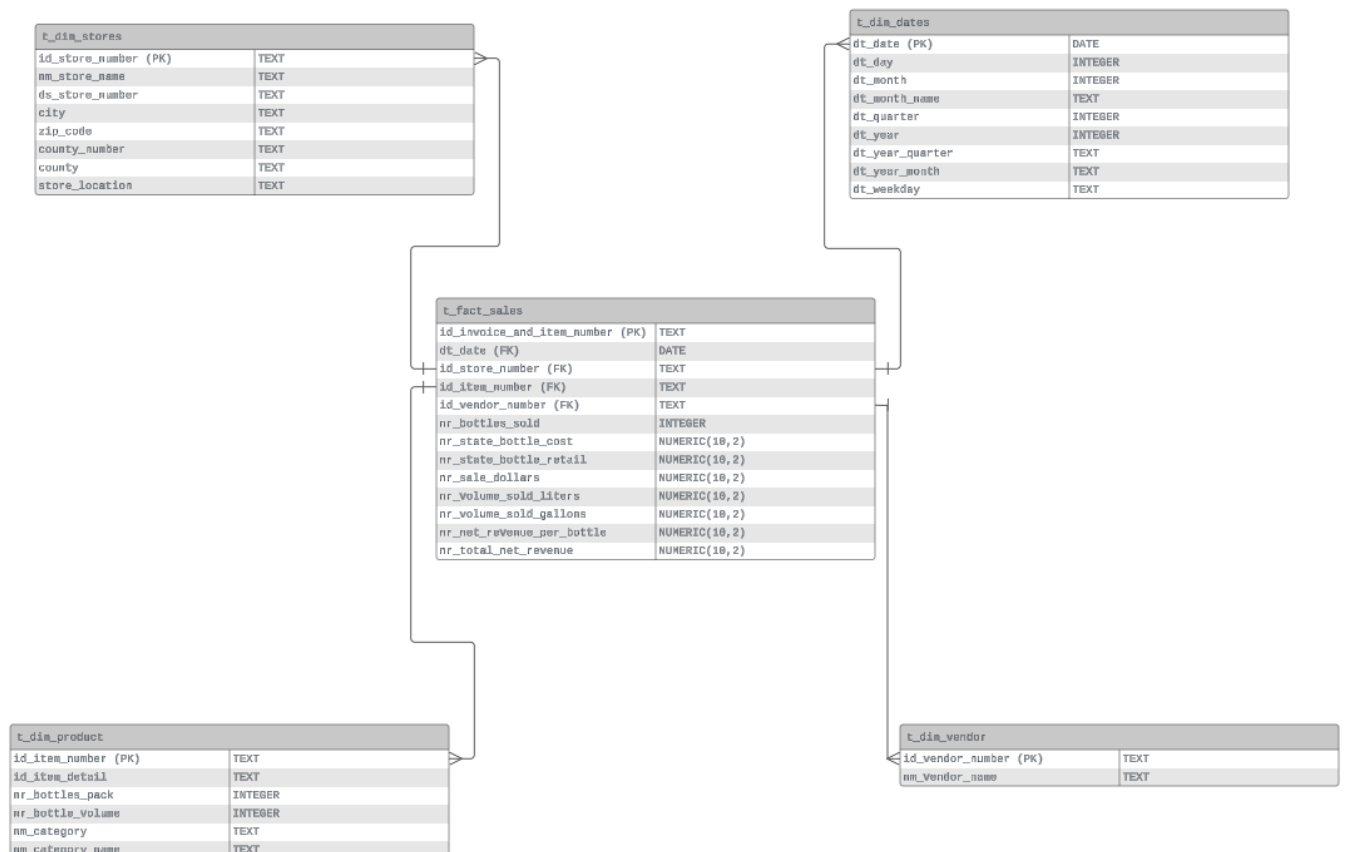 t_dim_stores
id_store_number (PK) TEXT
nm_store_name TEXT
ds_store_number TEXT
city TEXT
zip_code TEXT
county_number TEXT
county TEXT
store_location TEXT
t_dim_dates
dt_date (PK) DATE
dt_day INTEGER
dt_month INTEGER
dt_month_name TEXT
dt_quarter INTEGER
dt_year INTEGER
dt_year_quarter TEXT
dt_year_month TEXT
dt_weekday TEXT
t_fact_sales
id_invoice_and_item_number (PK) TEXT
dt_date (FK) DATE
id_store_number (FK) TEXT
id_item_number (FK) TEXT
id_vendor_number (FK) TEXT
nr_bottles_sold INTEGER
nr_state_bottle_cost NUMERIC(10,2)
nr_state_bottle_retail NUMERIC(10,2)
nr_sale_dollars NUMERIC(10,2)
nr_volume_sold_liters NUMERIC(10,2)
nr_volume_sold_gallons NUMERIC(10,2)
nr_net_revenue_per_bottle NUMERIC(10,2)
nr_total_net_revenue NUMERIC(10,2)
t_dim_product
id_item_number (PK) TEXT
id_item_detail TEXT
nr_bottles_pack INTEGER
nr_bottle_volume INTEGER
nm_category TEXT
nm_category_name TEXT
t_dim_vendor
id_vendor_number (PK) TEXT
nm_vendor_name TEXT